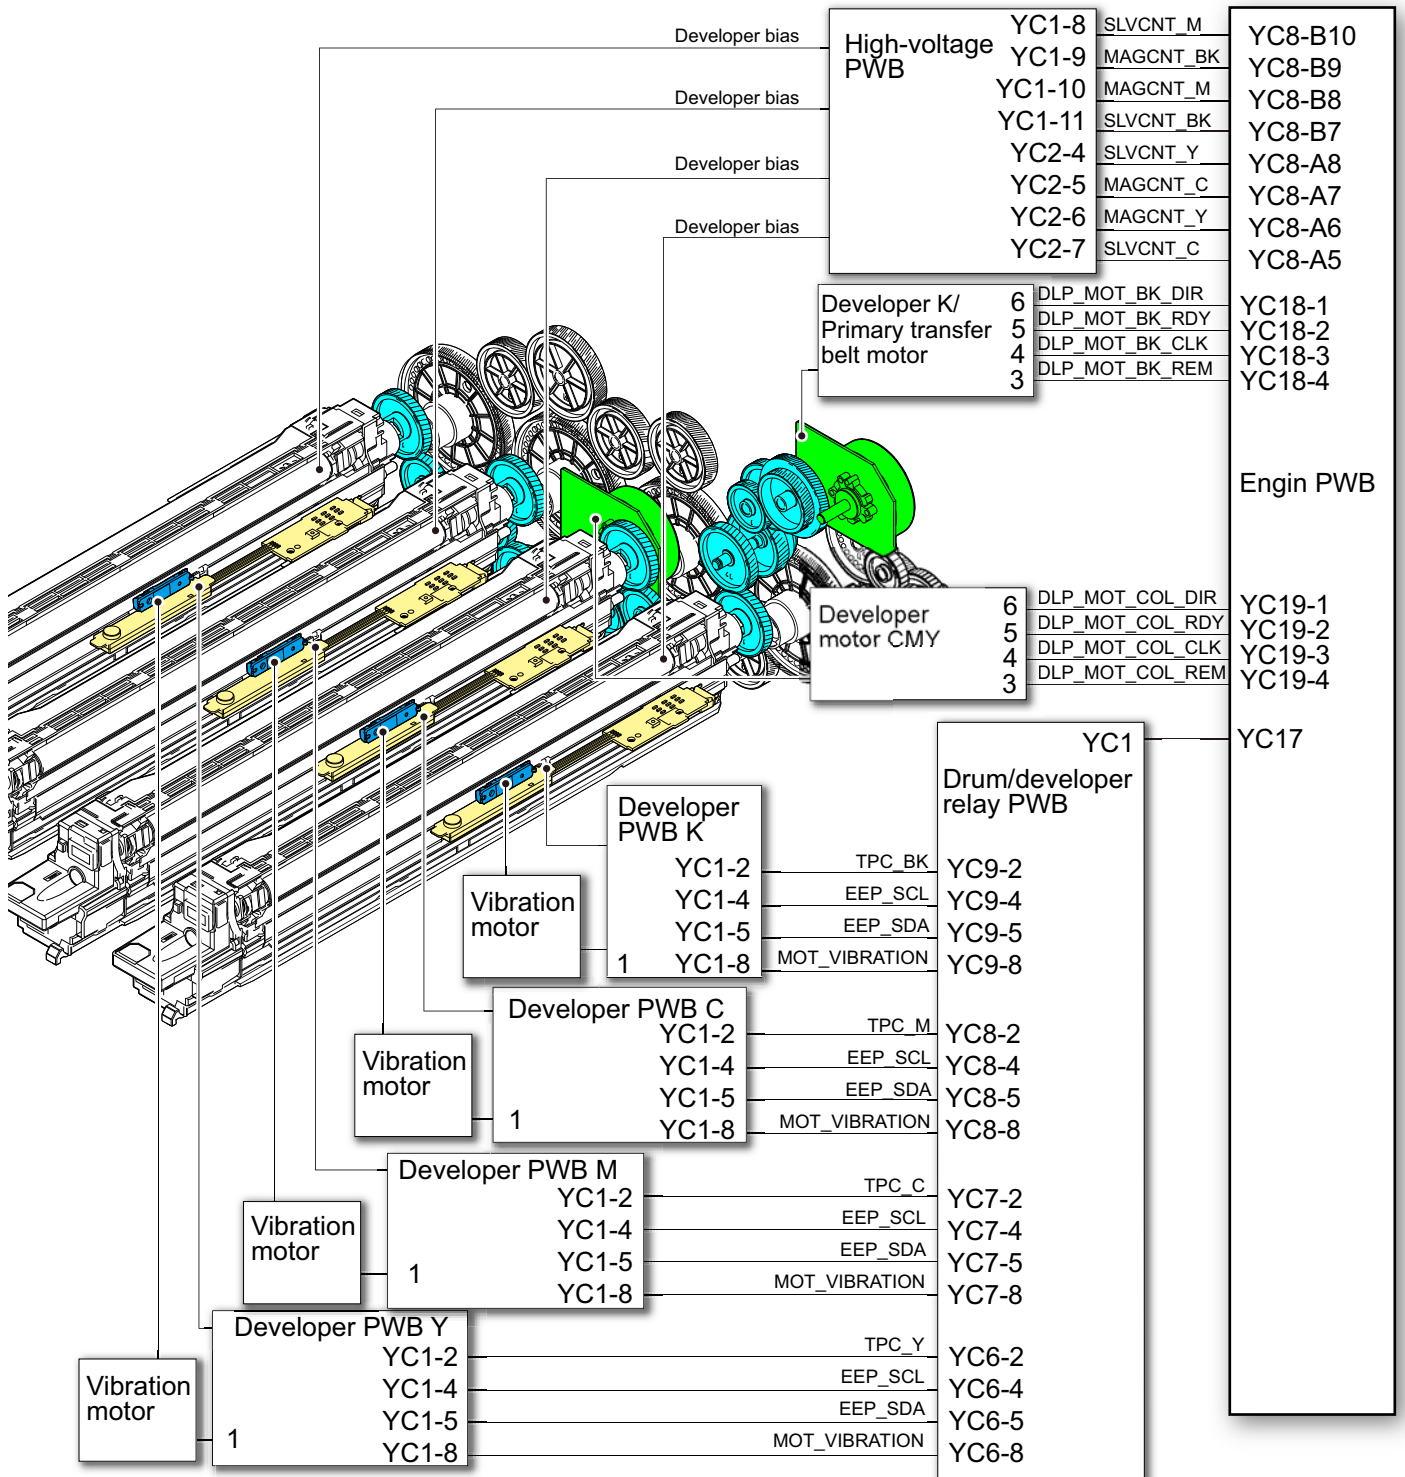 Developer bias
Developer bias
Developer bias
Developer bias
High-voltage
PWB
YC1-8 SLVCNT_M YC8-B10
YC1-9 MAGCNT_BK YC8-B9
YC1-10 MAGCNT_M YC8-B8
YC1-11 SLVCNT_BK YC8-B7
YC2-4 SLVCNT_Y YC8-A8
YC2-5 MAGCNT_C YC8-A7
YC2-6 MAGCNT_Y YC8-A6
YC2-7 SLVCNT_C YC8-A5
Developer K/
Primary transfer
belt motor
6 DLP_MOT_BK_DIR YC18-1
5 DLP_MOT_BK_RDY YC18-2
4 DLP_MOT_BK_CLK YC18-3
3 DLP_MOT_BK_REM YC18-4
Engin PWB
Developer
motor CMY
6 DLP_MOT_COL_DIR YC19-1
5 DLP_MOT_COL_RDY YC19-2
4 DLP_MOT_COL_CLK YC19-3
3 DLP_MOT_COL_REM YC19-4
YC1 YC17
Drum/developer
relay PWB
Developer
PWB K
YC1-2 TPC_BK YC9-2
YC1-4 EEP_SCL YC9-4
YC1-5 EEP_SDA YC9-5
1 YC1-8 MOT_VIBRATION YC9-8
Vibration
motor
Developer PWB C
YC1-2 TPC_M YC8-2
YC1-4 EEP_SCL YC8-4
YC1-5 EEP_SDA YC8-5
1 YC1-8 MOT_VIBRATION YC8-8
Vibration
motor
Developer PWB M
YC1-2 TPC_C YC7-2
YC1-4 EEP_SCL YC7-4
YC1-5 EEP_SDA YC7-5
1 YC1-8 MOT_VIBRATION YC7-8
Vibration
motor
Developer PWB Y
YC1-2 TPC_Y YC6-2
YC1-4 EEP_SCL YC6-4
YC1-5 EEP_SDA YC6-5
1 YC1-8 MOT_VIBRATION YC6-8
Vibration
motor